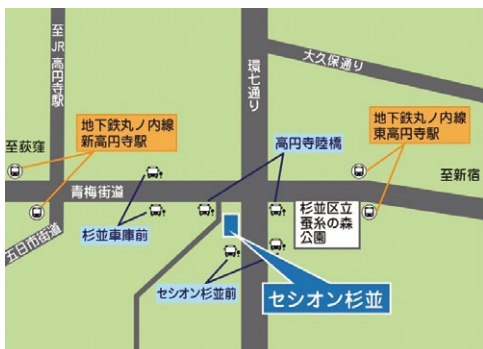 至JR高円寺駅
環七通り
大久保通り
地下鉄丸ノ内線
新高円寺駅
地下鉄丸ノ内線
東高円寺駅
高円寺陸橋
至荻窪
至新宿
青梅街道
杉並区立
蚕糸の森
公園
杉並車庫前
五日市街道
セシオン杉並前
セシオン杉並